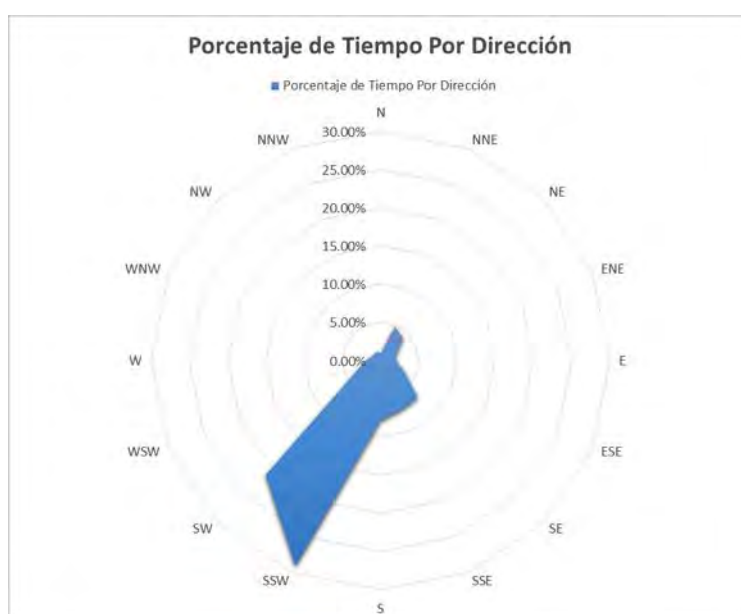 Porcentaje de Tiempo Por Dirección
Porcentaje de Tiempo Por Dirección
N
NNW
30.00%
NNE
25.00%
NW
20.00%
NE
15.00%
WNW
10.00%
ENE
5.00%
W
0.00%
E
WSW
ESE
SW
SE
SSW
SSE
S